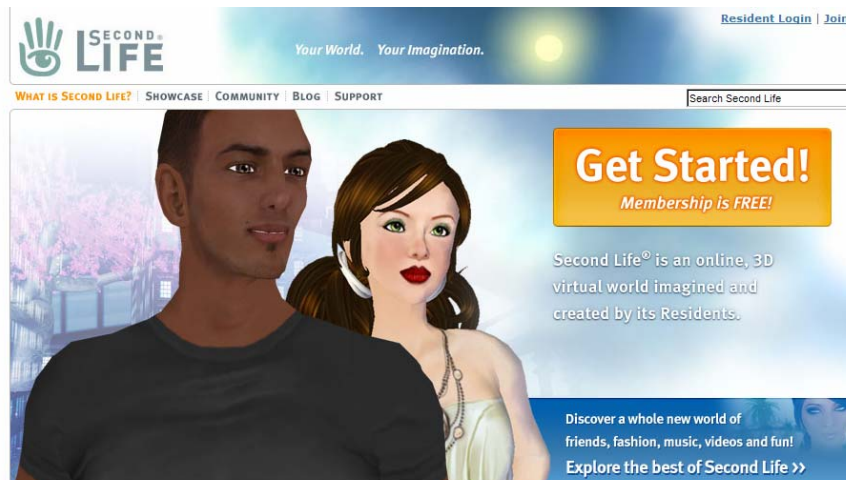 Resident Login | Join
SECOND®
LIFE
Your World. Your Imagination.
WHAT IS SECOND LIFE? | SHOWCASE | COMMUNITY | BLOG | SUPPORT
Search Second Life
Get Started!
Membership is FREE!
Second Life® is an online, 3D
virtual world imagined and
created by its Residents.
Discover a whole new world of
friends, fashion, music, videos and fun!
Explore the best of Second Life >>